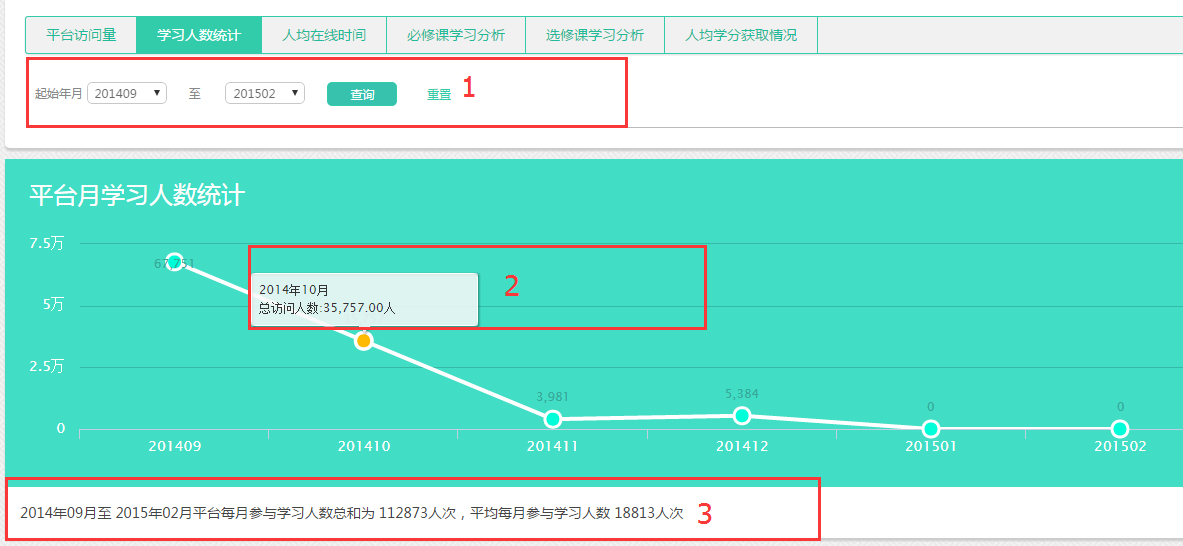 平台访问量 学习人数统计 人均在线时间 必修课学习分析 选修课学习分析 人均学分获取情况
起始年月 201409 至 201502 查询 重置 1
平台月学习人数统计
7.5万
67,751
2014年10月
总访问人数:35,757.00人
2
5万
2.5万
3,981 5,384 0 0
0
201409 201410 201411 201412 201501 201502
2014年09月至 2015年02月平台每月参与学习人数总和为 112873人次，平均每月参与学习人数 18813人次 3